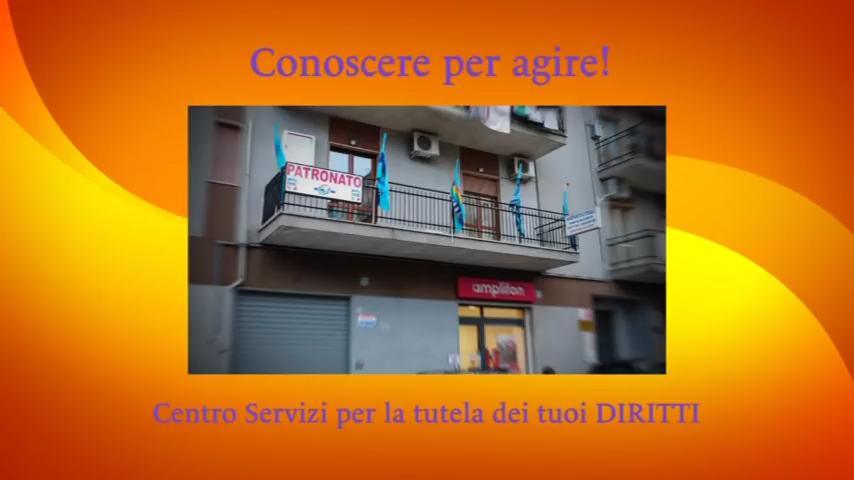 Conoscere per agire!
PATRONATO
amplifon
Centro Servizi per la tutela dei tuoi DIRITTI